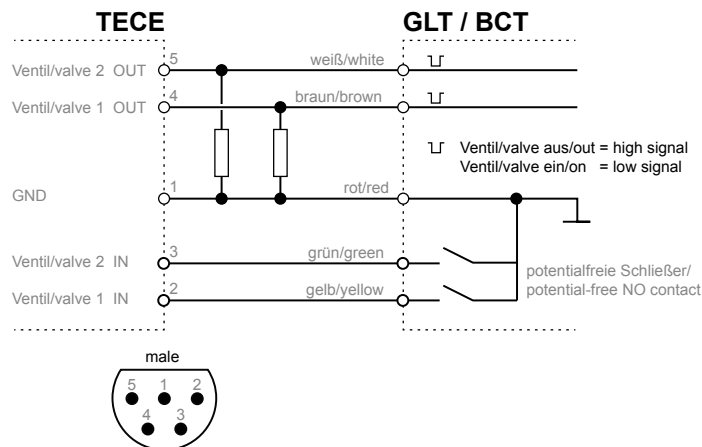 TECE
GLT / BCT
Ventil/valve 2 OUT
5
weiß/white
Ventil/valve 1 OUT
4
braun/brown
Ventil/valve aus/out = high signal
Ventil/valve ein/on = low signal
GND
1
rot/red
Ventil/valve 2 IN
3
grün/green
Ventil/valve 1 IN
2
gelb/yellow
potentialfreie Schließer/
potential-free NO contact
male
5 1 2
4 3